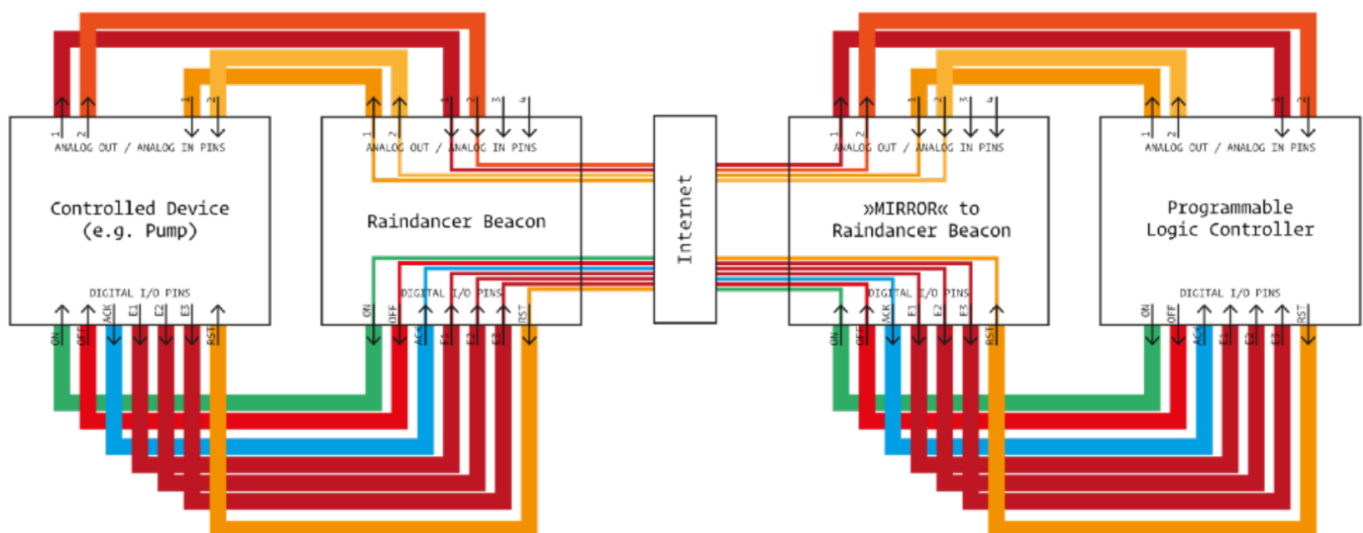 1 2 1 2
ANALOG OUT / ANALOG IN PINS
Controlled Device
(e.g. Pump)
DIGITAL I/O PINS
ON OFF ACK E1 E2 E3 RST
1 2 1 2 3 4
ANALOG OUT / ANALOG IN PINS
Raindancer Beacon
DIGITAL I/O PINS
ON OFF ACK E1 E2 E3 RST
Internet
1 2 1 2 3 4
ANALOG OUT / ANALOG IN PINS
»MIRROR« to
Raindancer Beacon
DIGITAL I/O PINS
ON OFF ACK E1 E2 E3 RST
1 2 1 2
ANALOG OUT / ANALOG IN PINS
Programmable
Logic Controller
DIGITAL I/O PINS
ON OFF ACK E1 E2 E3 RST